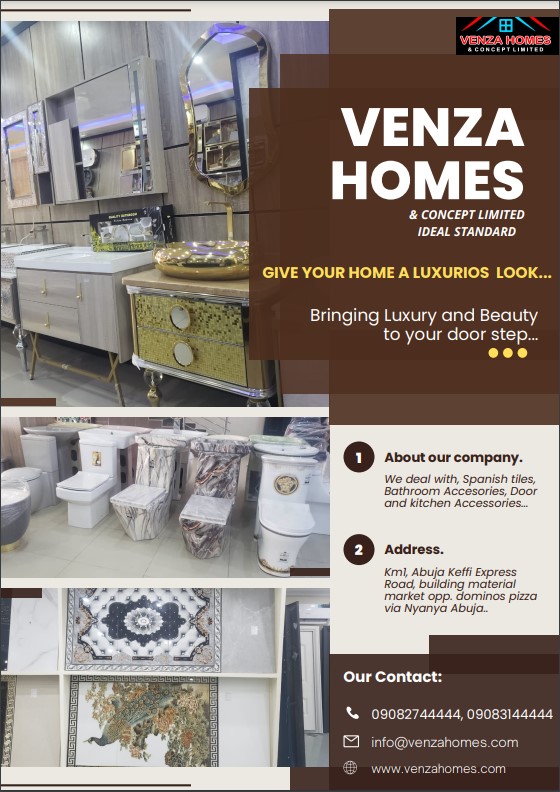 VENZA HOMES
& CONCEPT LIMITED
VENZA
HOMES
& CONCEPT LIMITED
IDEAL STANDARD
GIVE YOUR HOME A LUXURIOS LOOK...
Bringing Luxury and Beauty
to your door step...
1
About our company.
We deal with, Spanish tiles,
Bathroom Accesories, Door
and kitchen Accessories...
2
Address.
Km1, Abuja Keffi Express
Road, building material
market opp. dominos pizza
via Nyanya Abuja..
Our Contact:
09082744444, 09083144444
info@venzahomes.com
www.venzahomes.com
QUALITY BATHROOM